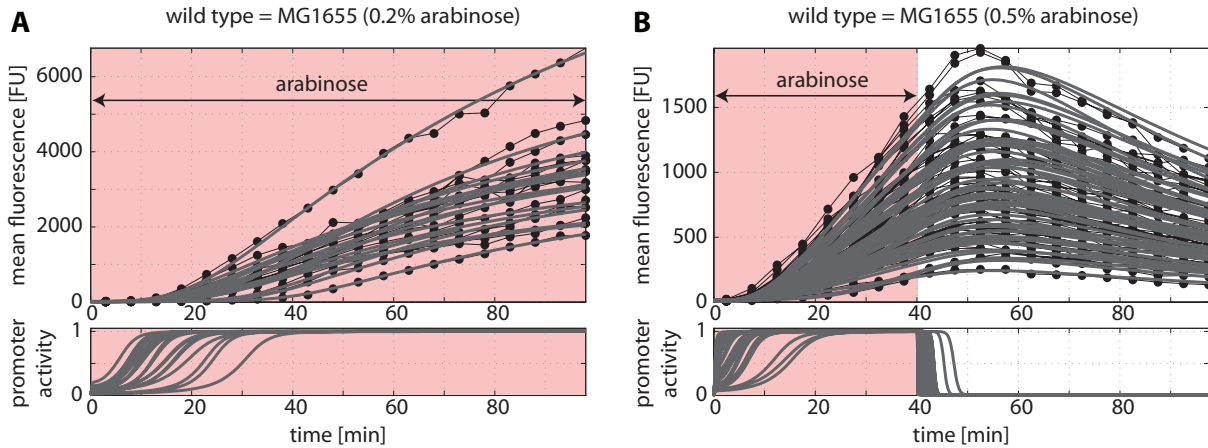 A
wild type = MG1655 (0.2% arabinose)
mean fluorescence [FU]
6000
4000
2000
0
arabinose
0 20 40 60 80
promoter
activity
1
0
0 20 40 60 80
time [min]
B
wild type = MG1655 (0.5% arabinose)
mean fluorescence [FU]
1500
1000
500
0
arabinose
0 20 40 60 80
promoter
activity
1
0
0 20 40 60 80
time [min]